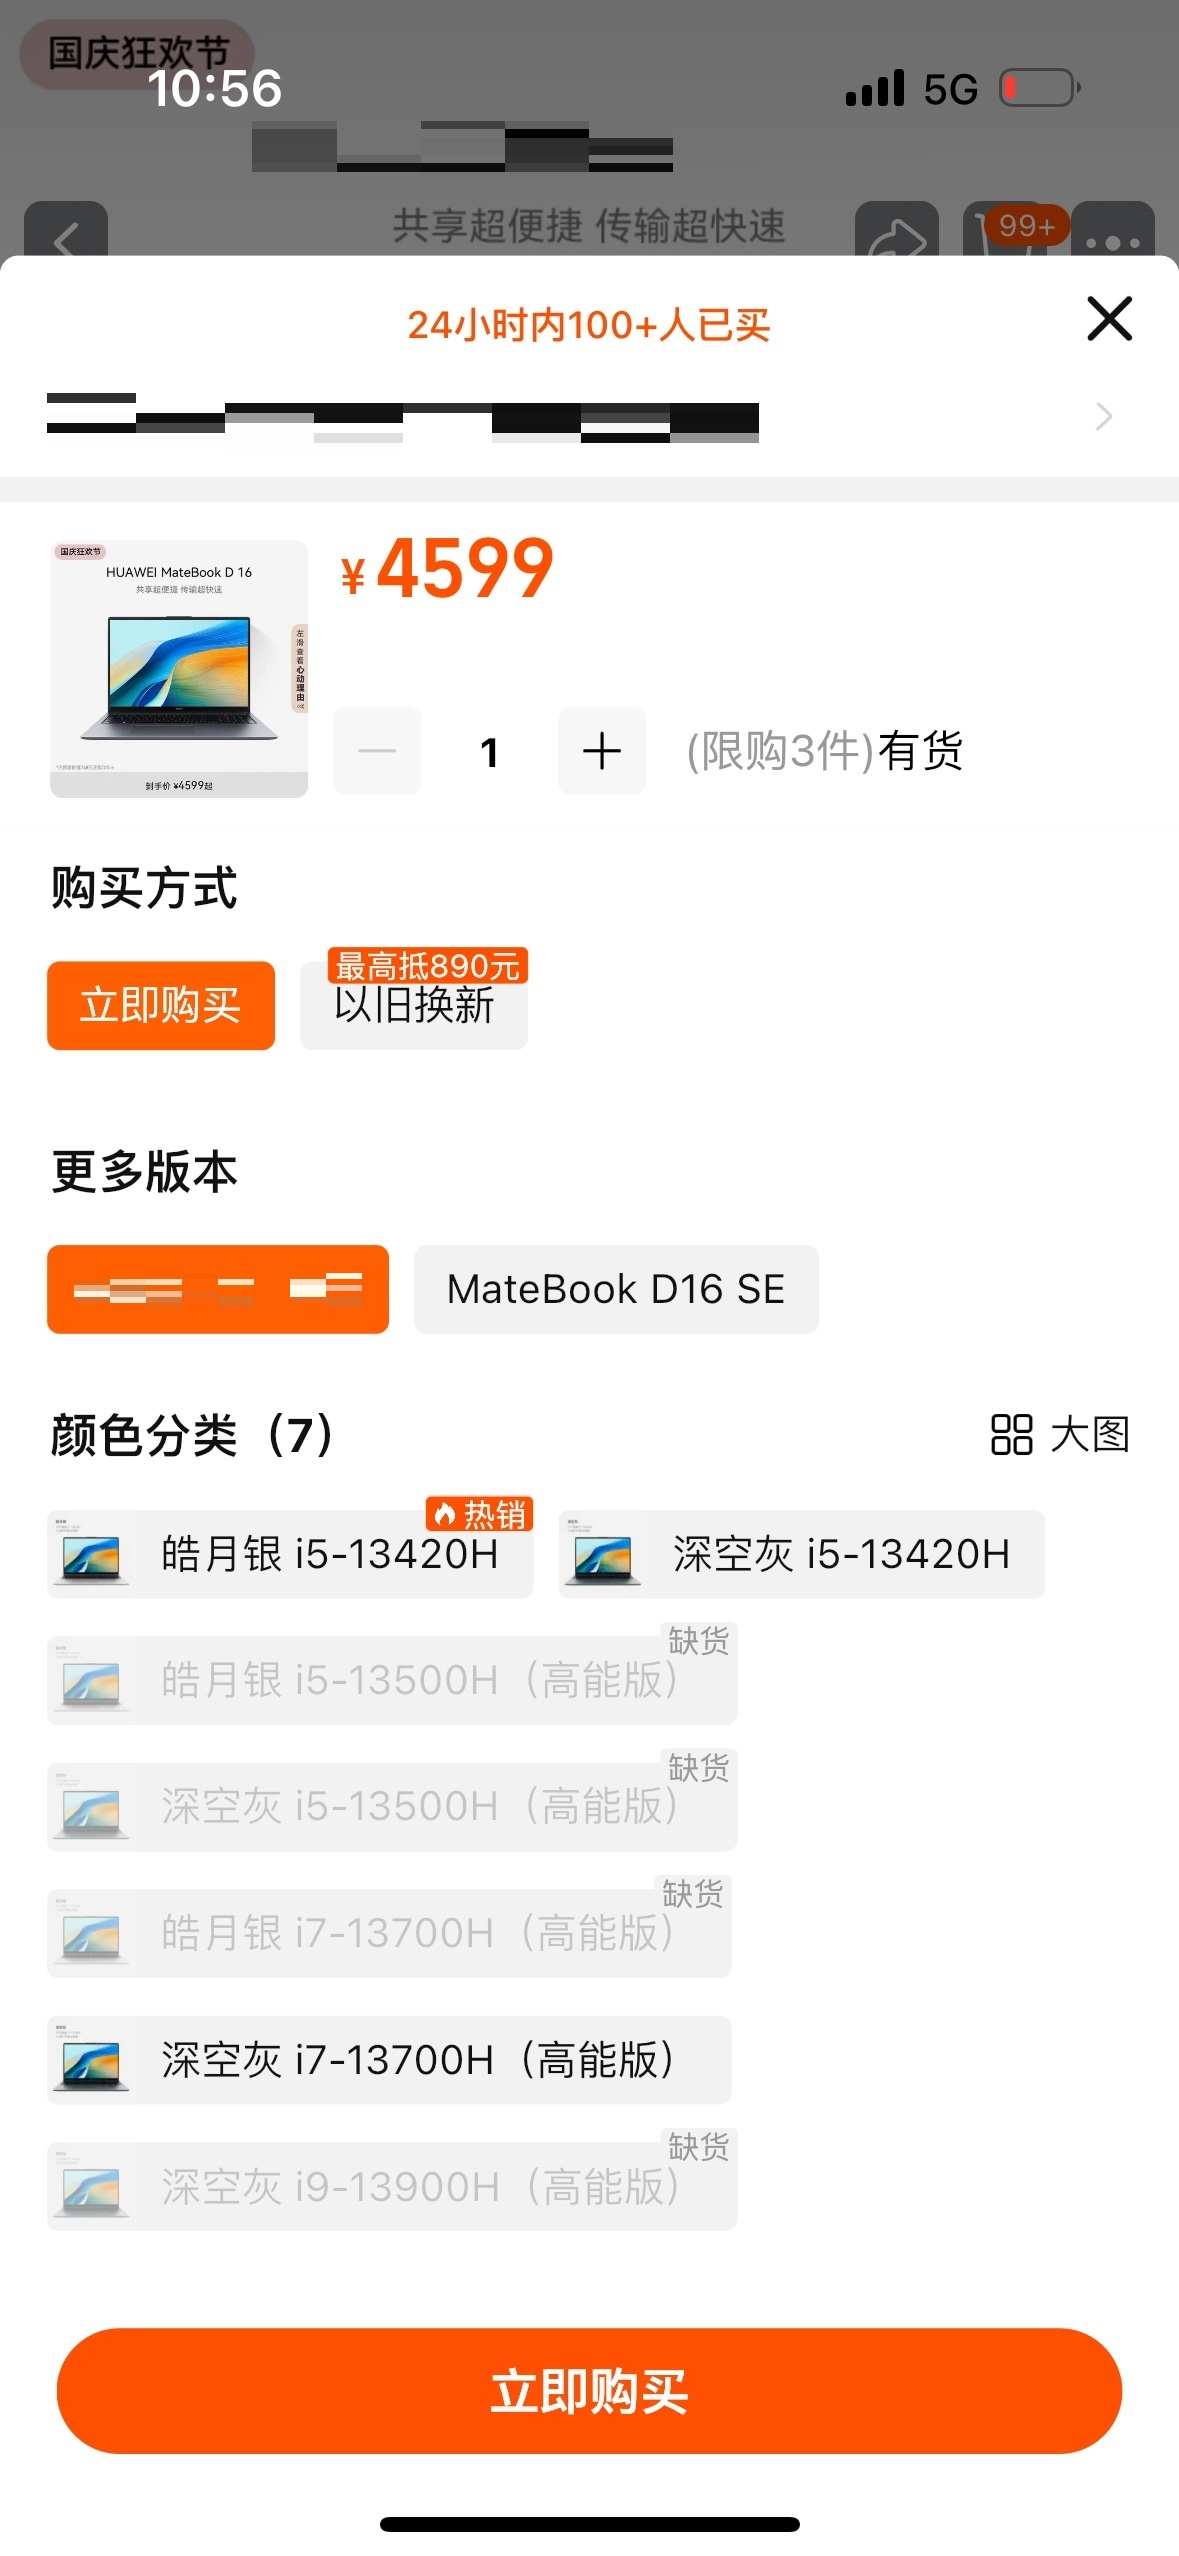 国庆狂欢节
10:56
5G
共享超便捷 传输超快速
99+
24小时内100+人已买
国庆狂欢节
HUAWEI MateBook D 16
共享超便捷 传输超快速
左滑查看心动理由
到手价 ¥4599起
¥4599
1
(限购3件)有货
购买方式
立即购买
最高抵890元
以旧换新
更多版本
MateBook D16 SE
颜色分类（7）
大图
热销
皓月银 i5-13420H
深空灰 i5-13420H
缺货
皓月银 i5-13500H（高能版）
缺货
深空灰 i5-13500H（高能版）
缺货
皓月银 i7-13700H（高能版）
深空灰 i7-13700H（高能版）
缺货
深空灰 i9-13900H（高能版）
立即购买